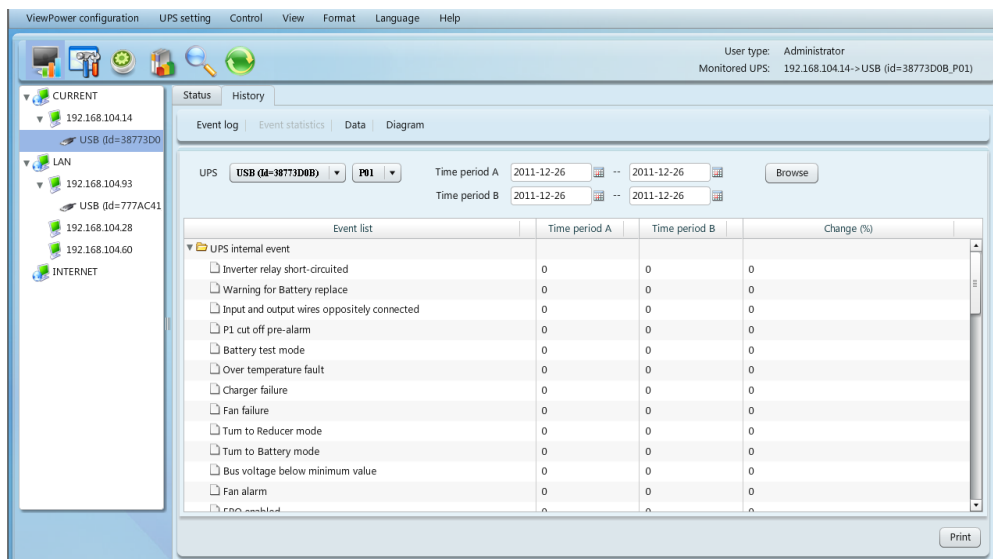 ViewPower configuration UPS setting Control View Format Language Help
User type: Administrator
Monitored UPS: 192.168.104.14->USB (id=38773D0B_P01)
CURRENT
192.168.104.14
USB (Id=38773D0
LAN
192.168.104.93
USB (Id=777AC41
192.168.104.28
192.168.104.60
INTERNET
Status History
Event log Event statistics Data Diagram
UPS USB (Id=38773D0B) P01 Time period A 2011-12-26 -- 2011-12-26 Browse
Time period B 2011-12-26 -- 2011-12-26
Event list Time period A Time period B Change (%)
UPS internal event
Inverter relay short-circuited 0 0 0
Warning for Battery replace 0 0 0
Input and output wires oppositely connected 0 0 0
P1 cut off pre-alarm 0 0 0
Battery test mode 0 0 0
Over temperature fault 0 0 0
Charger failure 0 0 0
Fan failure 0 0 0
Turn to Reducer mode 0 0 0
Turn to Battery mode 0 0 0
Bus voltage below minimum value 0 0 0
Fan alarm 0 0 0
EPO enabled 0 0 0
Print